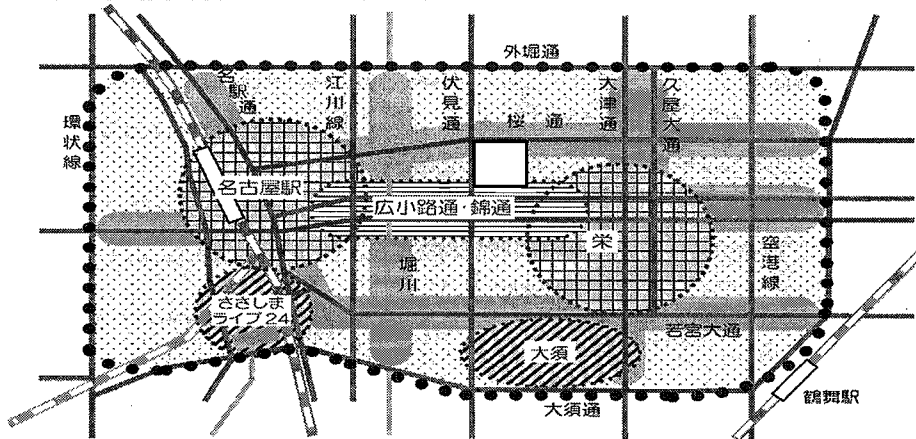 外堀通
名駅通
江川線
伏見通
大津通
久屋大通
環状線
桜通
名古屋駅
広小路通・錦通
栄
空港線
堀川
ささしま
ライブ24
若宮大通
大須
大須通
鶴舞駅